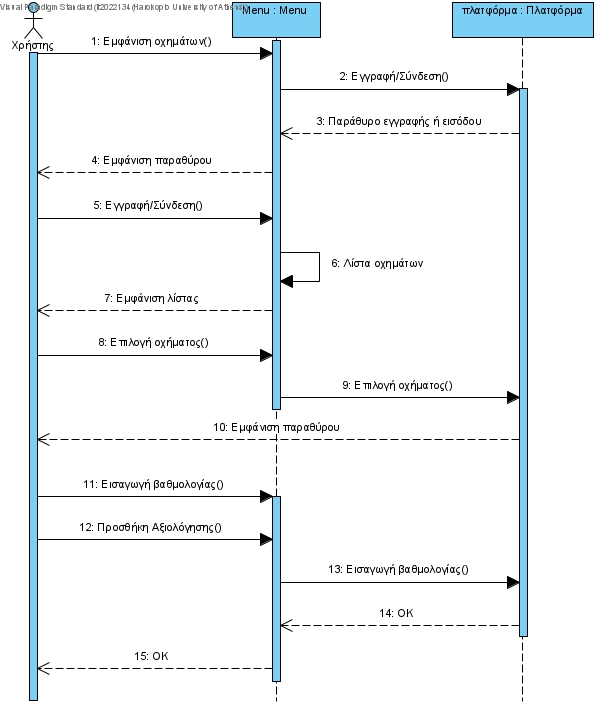 Visual Paradigm Standard(it2022134(Harokopio University of Athens))
Χρήστης
Menu : Menu
πλατφόρμα : Πλατφόρμα
1: Εμφάνιση οχημάτων()
2: Εγγραφή/Σύνδεση()
3: Παράθυρο εγγραφής ή εισόδου
4: Εμφάνιση παραθύρου
5: Εγγραφή/Σύνδεση()
6: Λίστα οχημάτων
7: Εμφάνιση λίστας
8: Επιλογή οχήματος()
9: Επιλογή οχήματος()
10: Εμφάνιση παραθύρου
11: Εισαγωγή βαθμολογίας()
12: Προσθήκη Αξιολόγησης()
13: Εισαγωγή βαθμολογίας()
14: OK
15: OK